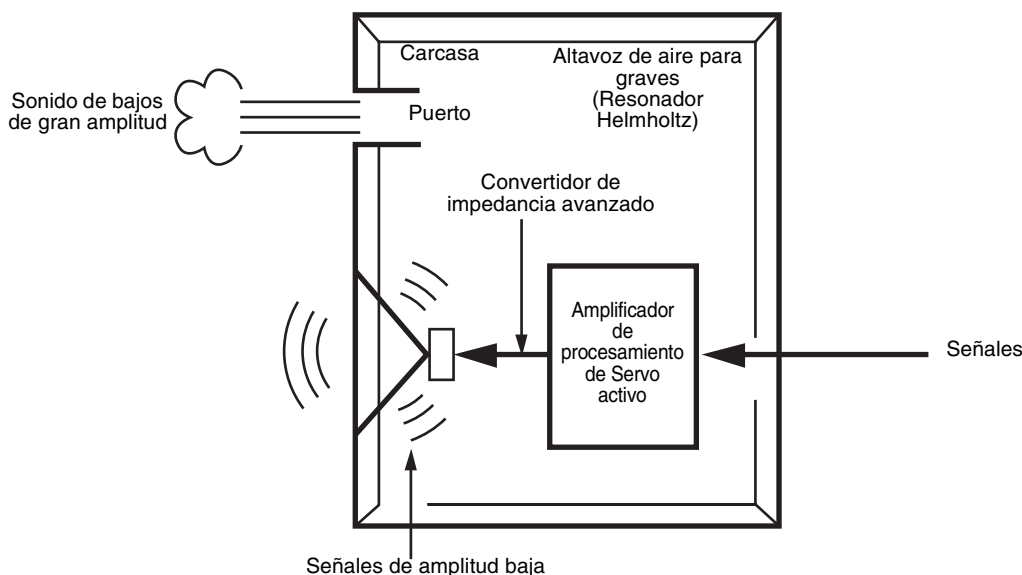 Carcasa
Altavoz de aire para
graves
(Resonador
Helmholtz)
Sonido de bajos
de gran amplitud
Puerto
Convertidor de
impedancia avanzado
Amplificador
de
procesamiento
de Servo
activo
Señales
Señales de amplitud baja